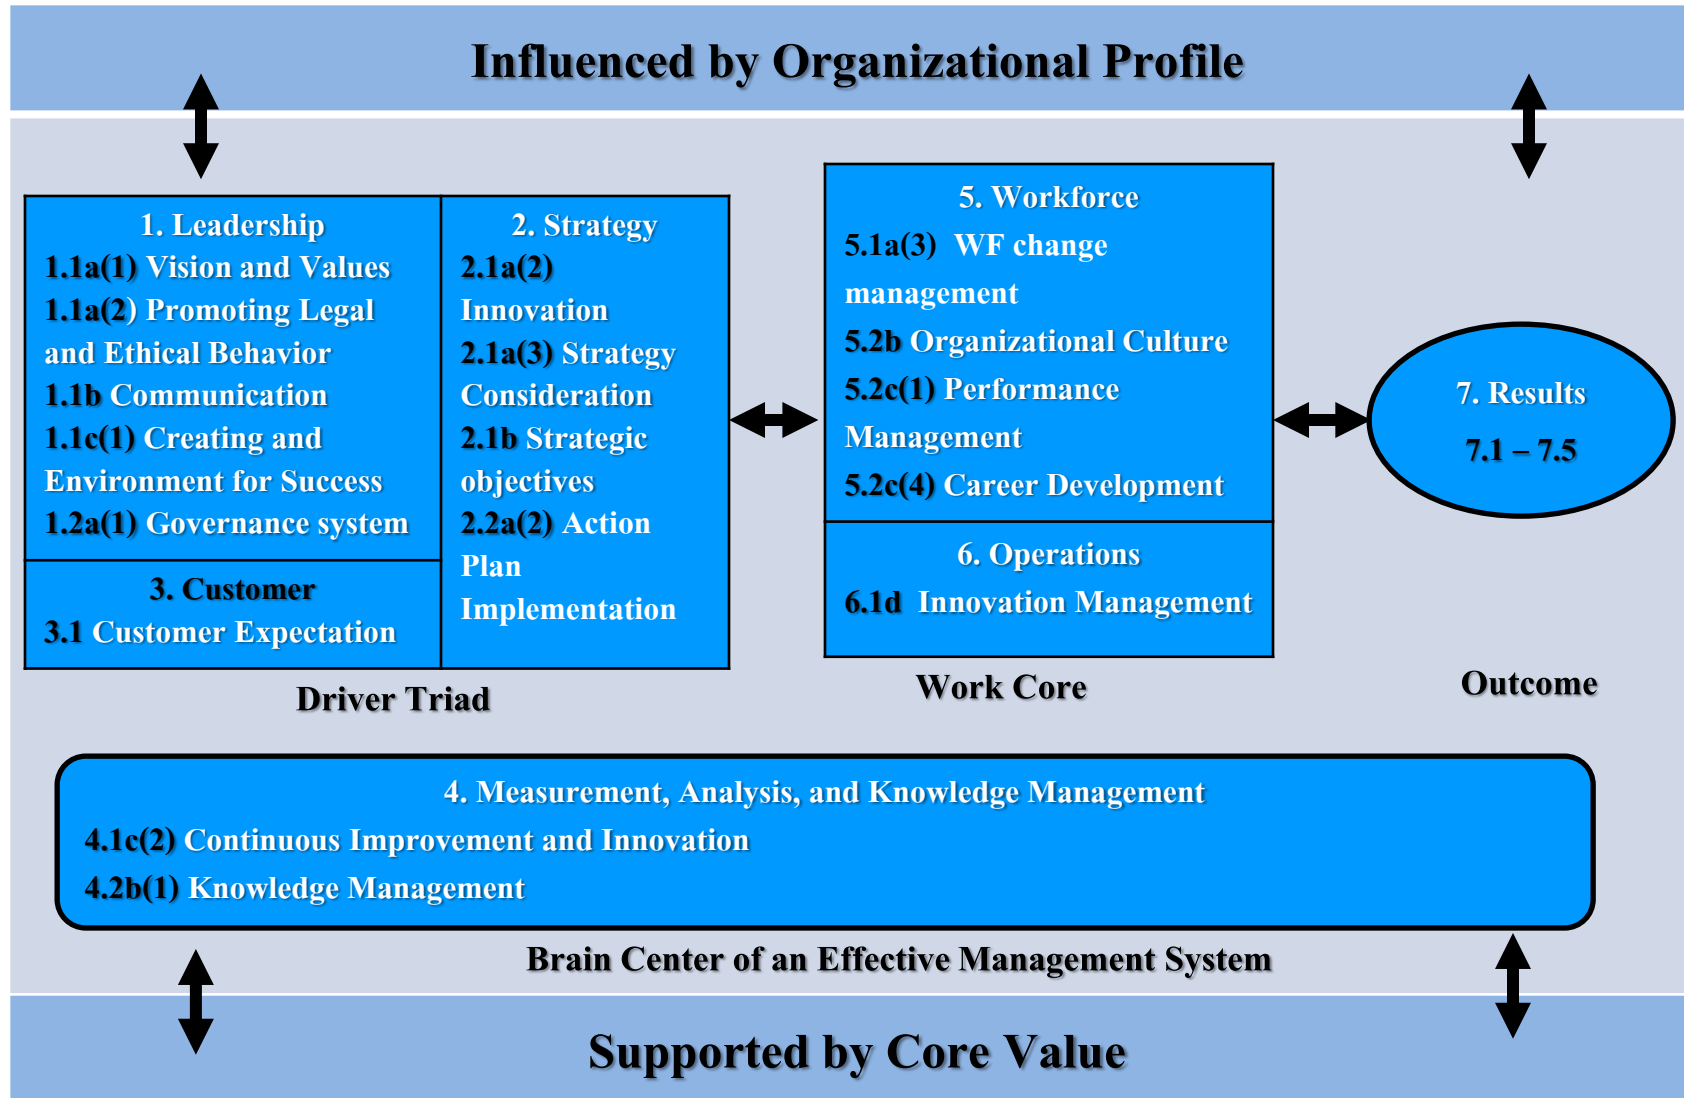 Influenced by Organizational Profile
1. Leadership
1.1a(1) Vision and Values
1.1a(2) Promoting Legal
and Ethical Behavior
1.1b Communication
1.1c(1) Creating and
Environment for Success
1.2a(1) Governance system
3. Customer
3.1 Customer Expectation
2. Strategy
2.1a(2)
Innovation
2.1a(3) Strategy
Consideration
2.1b Strategic
objectives
2.2a(2) Action
Plan
Implementation
Driver Triad
5. Workforce
5.1a(3) WF change
management
5.2b Organizational Culture
5.2c(1) Performance
Management
5.2c(4) Career Development
6. Operations
6.1d Innovation Management
Work Core
7. Results
7.1 – 7.5
Outcome
4. Measurement, Analysis, and Knowledge Management
4.1c(2) Continuous Improvement and Innovation
4.2b(1) Knowledge Management
Brain Center of an Effective Management System
Supported by Core Value